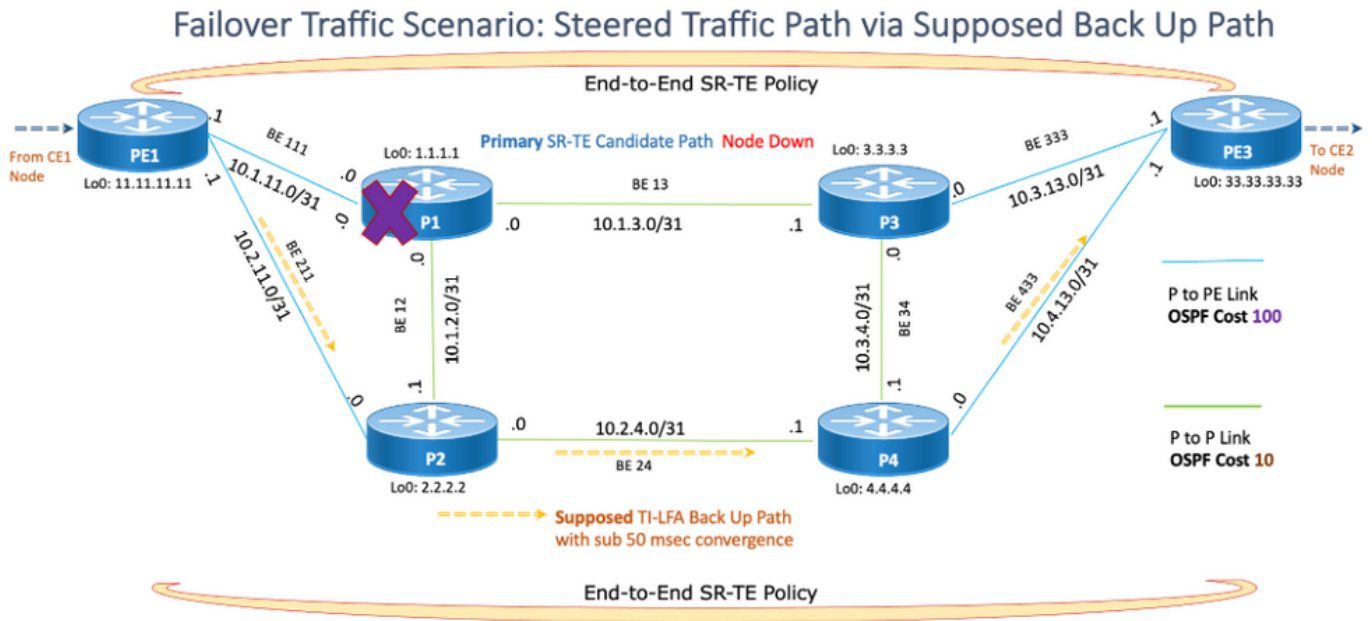 Failover Traffic Scenario: Steered Traffic Path via Supposed Back Up Path
End-to-End SR-TE Policy
PE1
From CE1
Node
Lo0: 11.11.11.11
.1
.1
BE 111
10.1.11.0/31
.0
.0
Lo0: 1.1.1.1
P1
Primary SR-TE Candidate Path Node Down
BE 13
10.1.3.0/31
.0
.1
Lo0: 3.3.3.3
P3
.0
BE 333
10.3.13.0/31
.1
.1
PE3
To CE2
Node
Lo0: 33.33.33.33
BE 211
10.2.11.0/31
.0
.0
BE 12
10.1.2.0/31
.1
.0
10.3.4.0/31
BE 34
.1
BE 433
10.4.13.0/31
.0
P to PE Link
OSPF Cost 100
P2
Lo0: 2.2.2.2
.0
10.2.4.0/31
.1
BE 24
P4
Lo0: 4.4.4.4
P to P Link
OSPF Cost 10
Supposed TI-LFA Back Up Path
with sub 50 msec convergence
End-to-End SR-TE Policy